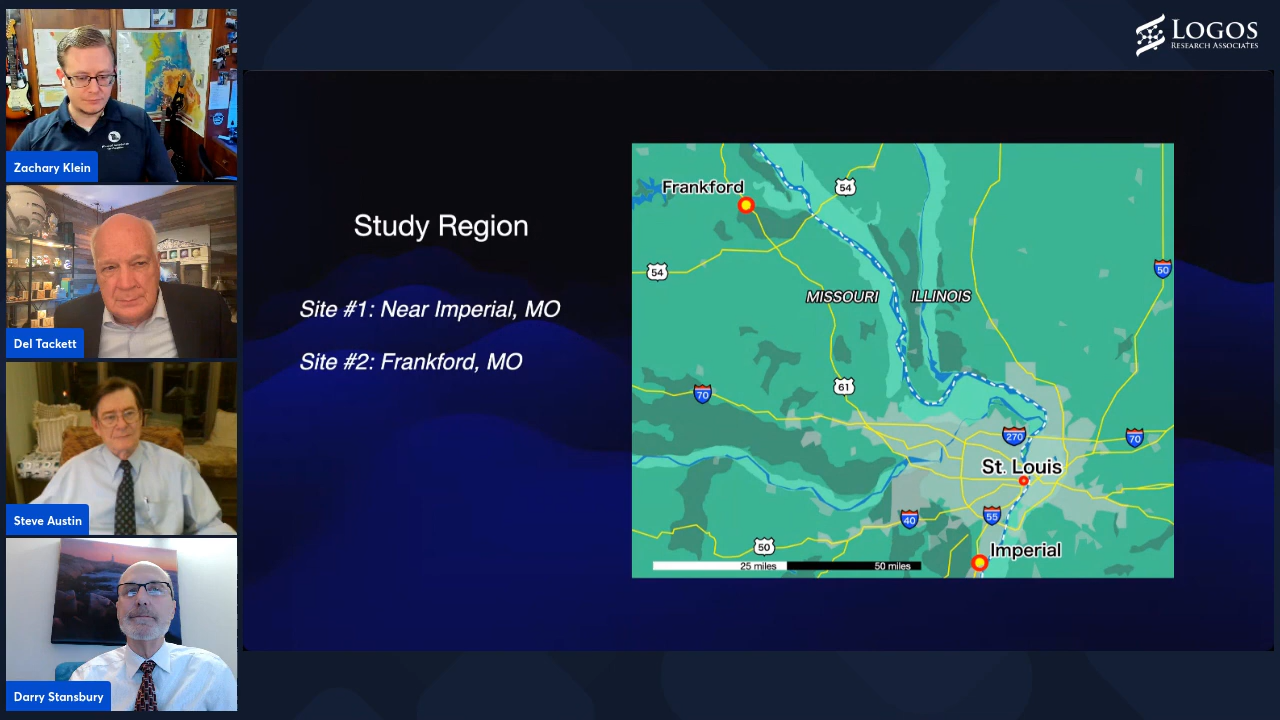 LOGOS
RESEARCH ASSOCIATES
Zachary Klein
Del Tackett
Steve Austin
Darry Stansbury
Study Region
Site #1: Near Imperial, MO
Site #2: Frankford, MO
Frankford
54
54
50
MISSOURI
ILLINOIS
61
70
270
70
St. Louis
40
55
50
Imperial
25 miles
50 miles